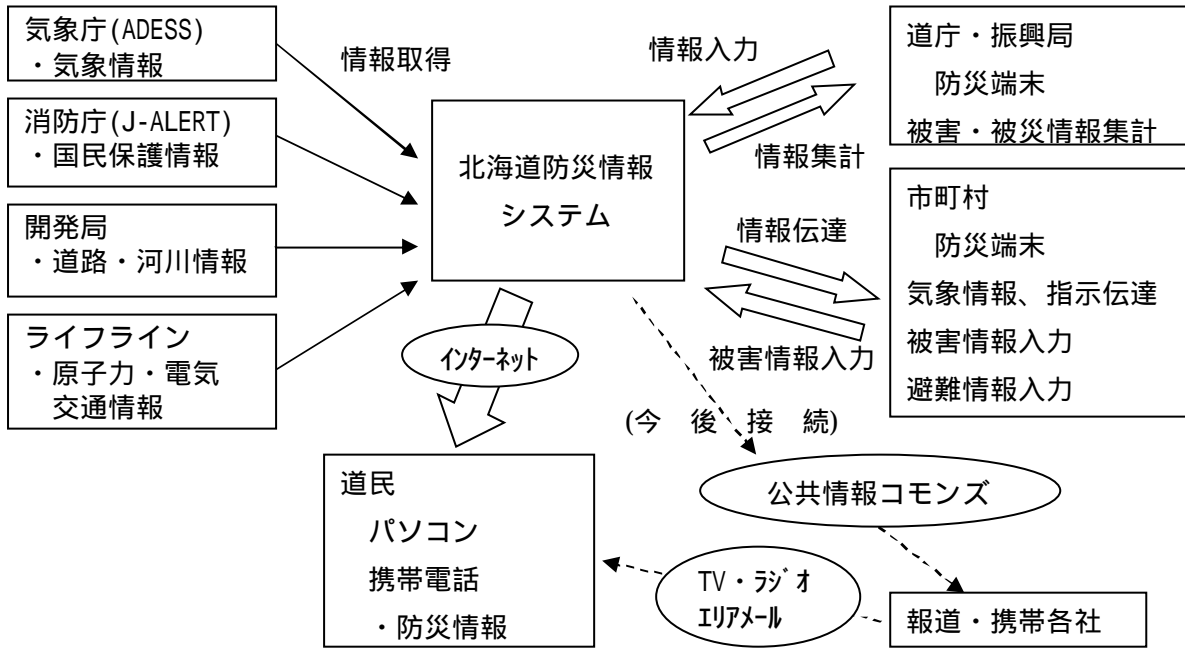 気象庁(ADESS)
・気象情報
消防庁(J-ALERT)
・国民保護情報
開発局
・道路・河川情報
ライフライン
・原子力・電気
交通情報
情報取得
北海道防災情報
システム
情報入力
情報集計
情報伝達
被害情報入力
道庁・振興局
防災端末
被害・被災情報集計
市町村
防災端末
気象情報、指示伝達
被害情報入力
避難情報入力
インターネット
(今後接続)
道民
パソコン
携帯電話
・防災情報
公共情報コモンズ
TV・ラジオ
エリアメール
報道・携帯各社